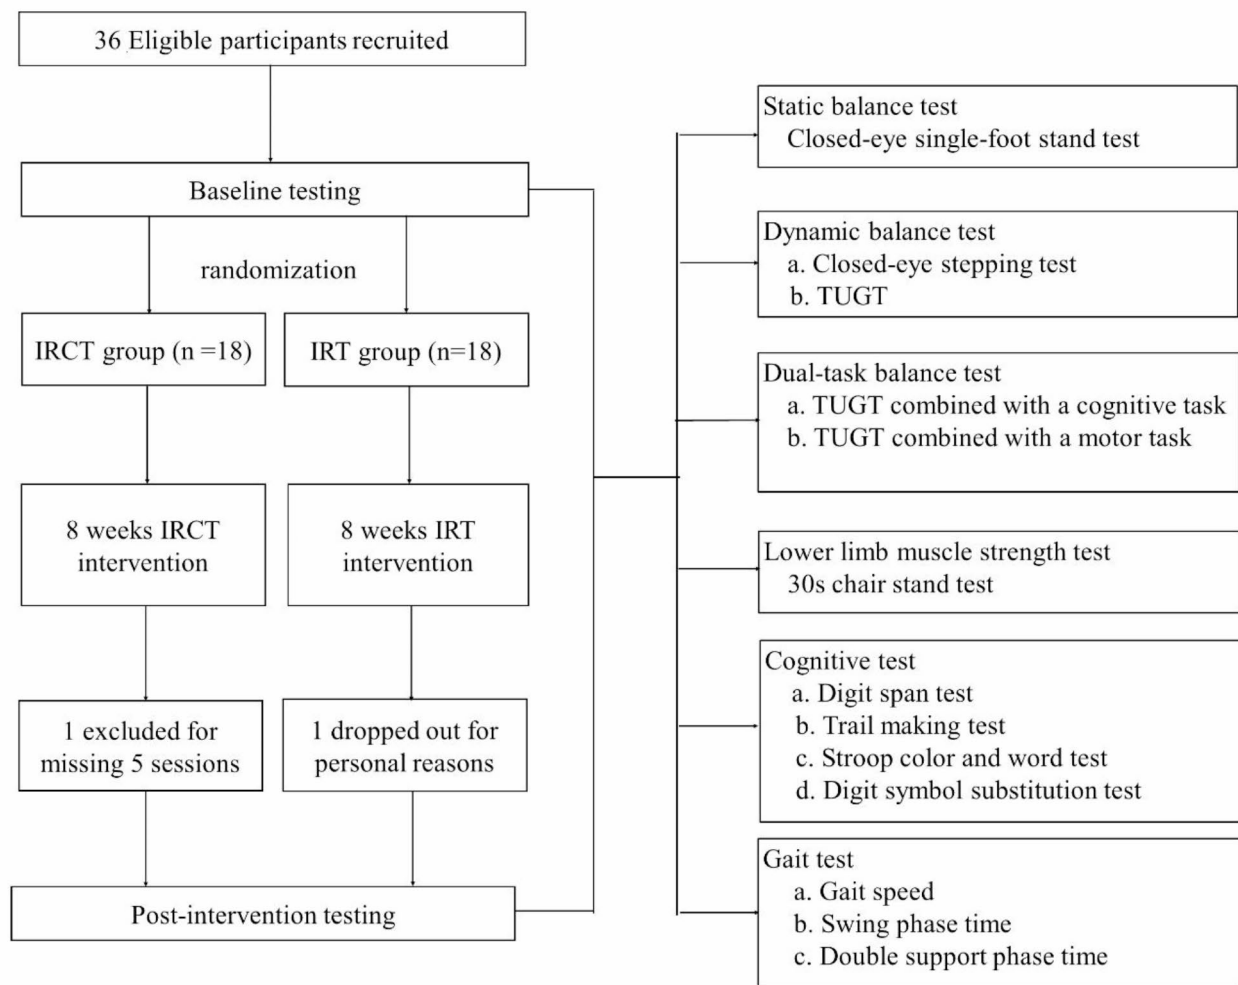 36 Eligible participants recruited
Baseline testing
randomization
IRCT group (n =18)
IRT group (n=18)
8 weeks IRCT
intervention
8 weeks IRT
intervention
1 excluded for
missing 5 sessions
1 dropped out for
personal reasons
Post-intervention testing
Static balance test
Closed-eye single-foot stand test
Dynamic balance test
a. Closed-eye stepping test
b. TUGT
Dual-task balance test
a. TUGT combined with a cognitive task
b. TUGT combined with a motor task
Lower limb muscle strength test
30s chair stand test
Cognitive test
a. Digit span test
b. Trail making test
c. Stroop color and word test
d. Digit symbol substitution test
Gait test
a. Gait speed
b. Swing phase time
c. Double support phase time